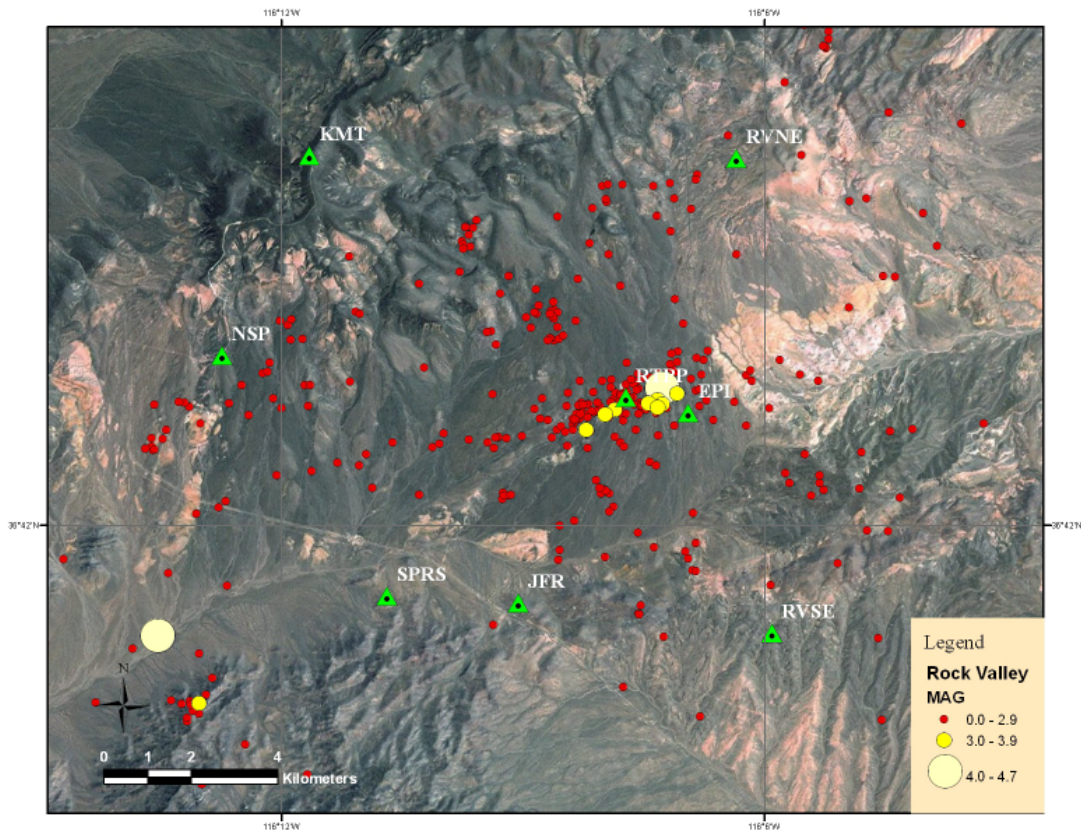 116°12'W
116°6'W
KMT
RVNE
NSP
RTPP
EPI
36°42'N
36°42'N
SPRS
JFR
RVSE
N
0 1 2 4
Kilometers
Legend
Rock Valley
MAG
0.0 - 2.9
3.0 - 3.9
4.0 - 4.7
116°12'W
116°6'W